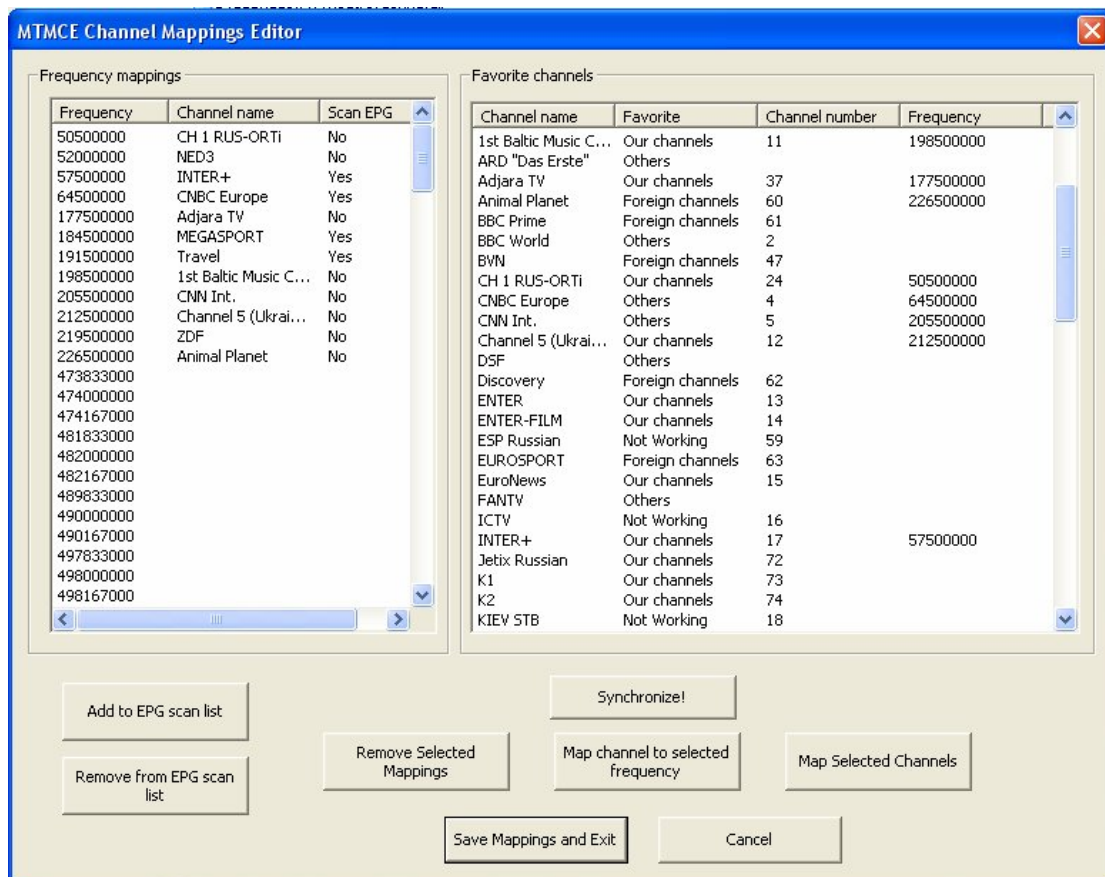 MTMCE Channel Mappings Editor
Frequency mappings
Frequency Channel name Scan EPG
50500000 CH 1 RUS-ORTi No
52000000 NED3 No
57500000 INTER+ Yes
64500000 CNBC Europe Yes
177500000 Adjara TV No
184500000 MEGASPORT Yes
191500000 Travel Yes
198500000 1st Baltic Music C... No
205500000 CNN Int. No
212500000 Channel 5 (Ukrai... No
219500000 ZDF No
226500000 Animal Planet No
473833000
474000000
474167000
481833000
482000000
482167000
489833000
490000000
490167000
497833000
498000000
498167000
Favorite channels
Channel name Favorite Channel number Frequency
1st Baltic Music C... Our channels 11 198500000
ARD "Das Erste" Others
Adjara TV Our channels 37 177500000
Animal Planet Foreign channels 60 226500000
BBC Prime Foreign channels 61
BBC World Others 2
BVN Foreign channels 47
CH 1 RUS-ORTi Our channels 24 50500000
CNBC Europe Others 4 64500000
CNN Int. Others 5 205500000
Channel 5 (Ukrai... Our channels 12 212500000
DSF Others
Discovery Foreign channels 62
ENTER Our channels 13
ENTER-FILM Our channels 14
ESP Russian Not Working 59
EUROSPORT Foreign channels 63
EuroNews Our channels 15
FANTV Others
ICTV Not Working 16
INTER+ Our channels 17 57500000
Jetix Russian Our channels 72
K1 Our channels 73
K2 Our channels 74
KIEV STB Not Working 18
Add to EPG scan list
Remove from EPG scan
list
Synchronize!
Remove Selected
Mappings
Map channel to selected
frequency
Map Selected Channels
Save Mappings and Exit
Cancel